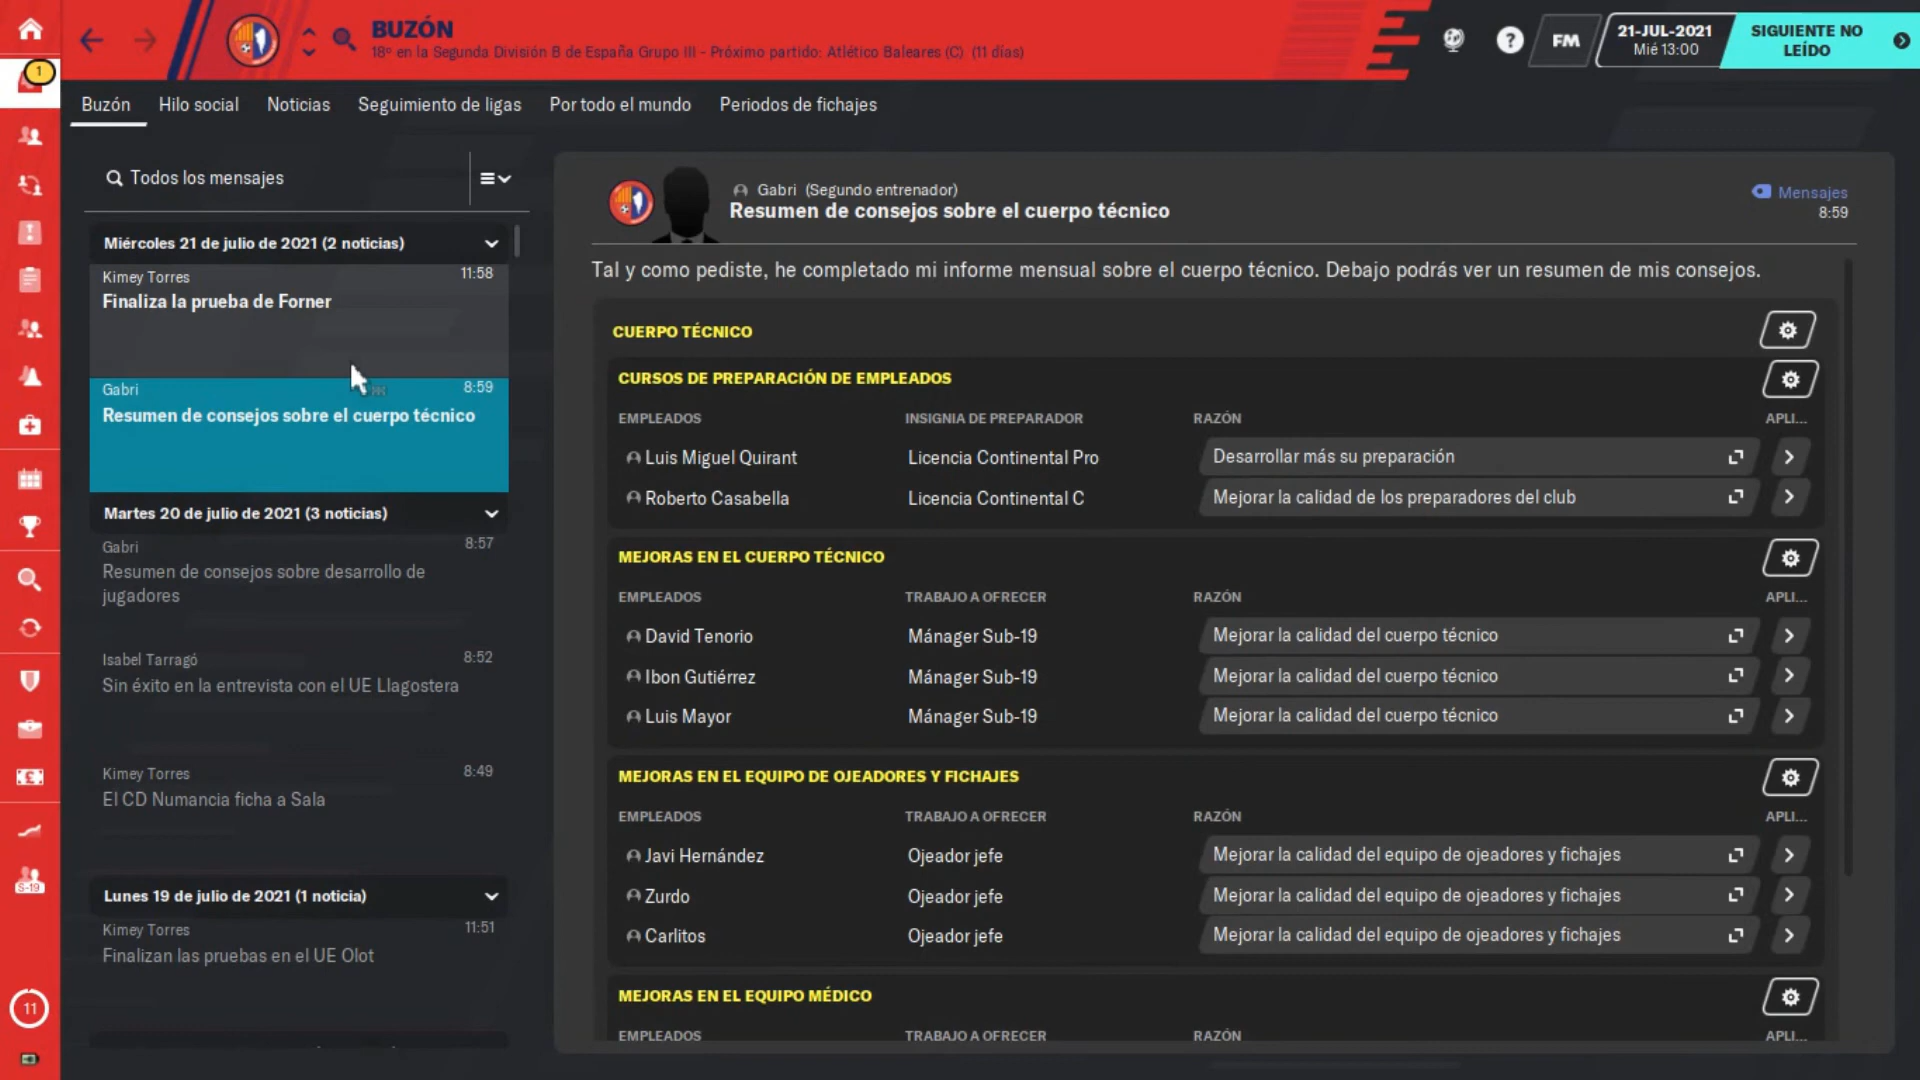 BUZÓN
18º en la Segunda División B de España Grupo III - Próximo partido: Atlético Baleares (C) (11 días)
?
FM
21-JUL-2021
Mié 13:00
SIGUIENTE NO
LEÍDO
1
Buzón Hilo social Noticias Seguimiento de ligas Por todo el mundo Periodos de fichajes
Todos los mensajes
Miércoles 21 de julio de 2021 (2 noticias)
Kimey Torres 11:58
Finaliza la prueba de Forner
Gabri 8:59
Resumen de consejos sobre el cuerpo técnico
Martes 20 de julio de 2021 (3 noticias)
Gabri 8:57
Resumen de consejos sobre desarrollo de
jugadores
Isabel Tarragó 8:52
Sin éxito en la entrevista con el UE Llagostera
Kimey Torres 8:49
El CD Numancia ficha a Sala
Lunes 19 de julio de 2021 (1 noticia)
Kimey Torres 11:51
Finalizan las pruebas en el UE Olot
S-19
11
Gabri (Segundo entrenador)
Resumen de consejos sobre el cuerpo técnico
Mensajes
8:59
Tal y como pediste, he completado mi informe mensual sobre el cuerpo técnico. Debajo podrás ver un resumen de mis consejos.
CUERPO TÉCNICO
CURSOS DE PREPARACIÓN DE EMPLEADOS
EMPLEADOS INSIGNIA DE PREPARADOR RAZÓN APLI...
Luis Miguel Quirant Licencia Continental Pro Desarrollar más su preparación
Roberto Casabella Licencia Continental C Mejorar la calidad de los preparadores del club
MEJORAS EN EL CUERPO TÉCNICO
EMPLEADOS TRABAJO A OFRECER RAZÓN APLI...
David Tenorio Mánager Sub-19 Mejorar la calidad del cuerpo técnico
Ibon Gutiérrez Mánager Sub-19 Mejorar la calidad del cuerpo técnico
Luis Mayor Mánager Sub-19 Mejorar la calidad del cuerpo técnico
MEJORAS EN EL EQUIPO DE OJEADORES Y FICHAJES
EMPLEADOS TRABAJO A OFRECER RAZÓN APLI...
Javi Hernández Ojeador jefe Mejorar la calidad del equipo de ojeadores y fichajes
Zurdo Ojeador jefe Mejorar la calidad del equipo de ojeadores y fichajes
Carlitos Ojeador jefe Mejorar la calidad del equipo de ojeadores y fichajes
MEJORAS EN EL EQUIPO MÉDICO
EMPLEADOS TRABAJO A OFRECER RAZÓN APLI...